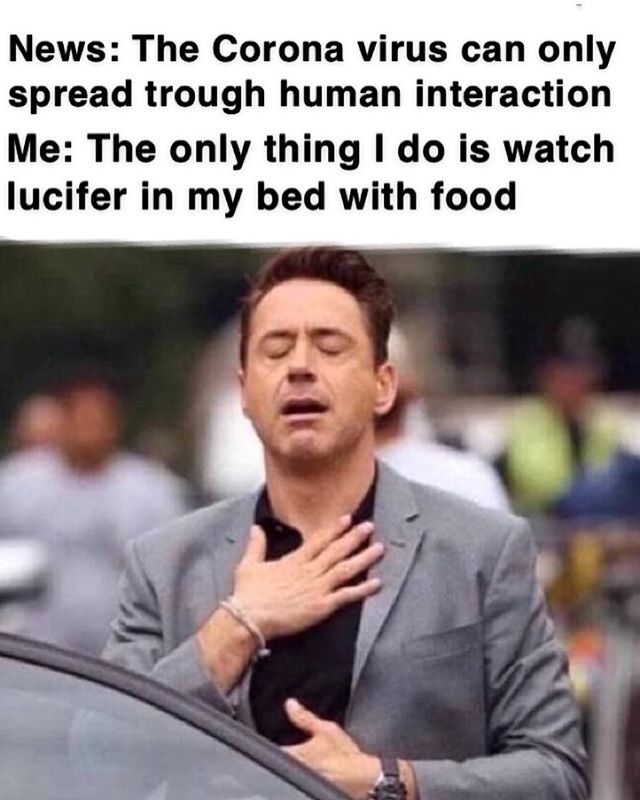 News: The Corona virus can only
spread trough human interaction
Me: The only thing I do is watch
lucifer in my bed with food